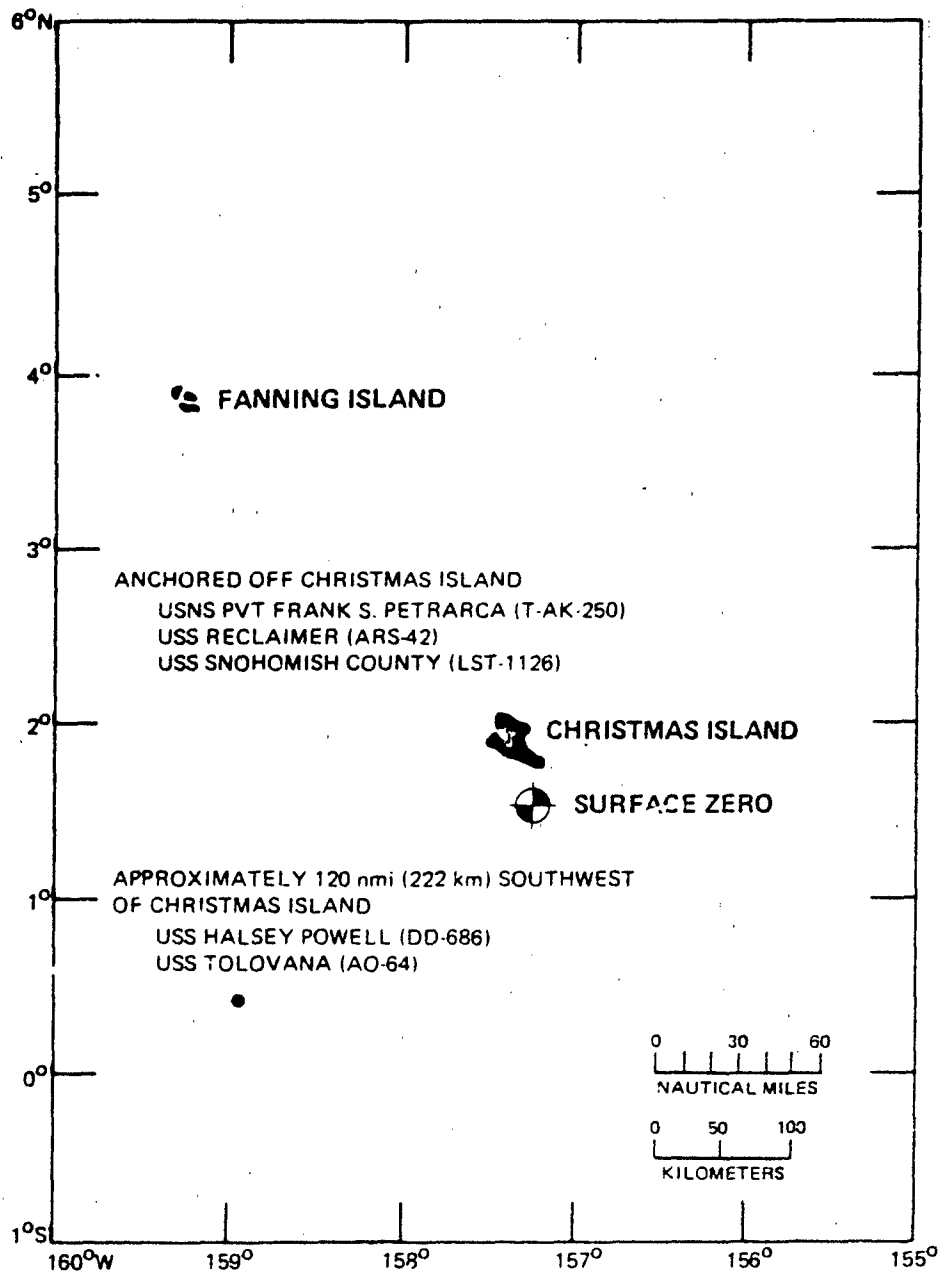 6°N
5°
4°
FANNING ISLAND
3°
ANCHORED OFF CHRISTMAS ISLAND
USNS PVT FRANK S. PETRARCA (T-AK-250)
USS RECLAIMER (ARS-42)
USS SNOHOMISH COUNTY (LST-1126)
2°
CHRISTMAS ISLAND
SURFACE ZERO
APPROXIMATELY 120 nmi (222 km) SOUTHWEST
1°
OF CHRISTMAS ISLAND
USS HALSEY POWELL (DD-686)
USS TOLOVANA (AO-64)
0 30 60
NAUTICAL MILES
0°
0 50 100
KILOMETERS
1°S
160°W 159° 158° 157° 156° 155°